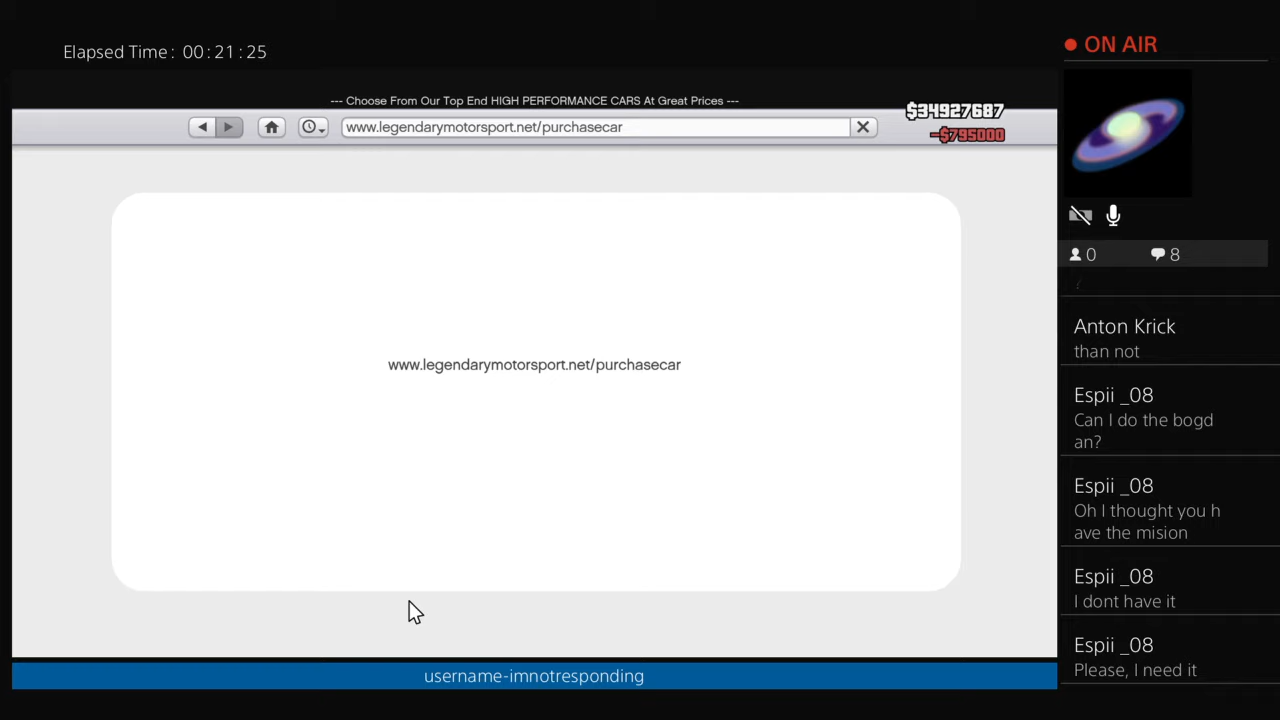 Elapsed Time: 00:21:25
ON AIR
--- Choose From Our Top End HIGH PERFORMANCE CARS At Great Prices ---
www.legendarymotorsport.net/purchasecar
$34927687
-$795000
www.legendarymotorsport.net/purchasecar
username-imnotresponding
0
8
Anton Krick
than not
Espii _08
Can I do the bogd
an?
Espii _08
Oh I thought you h
ave the mision
Espii _08
I dont have it
Espii _08
Please, I need it